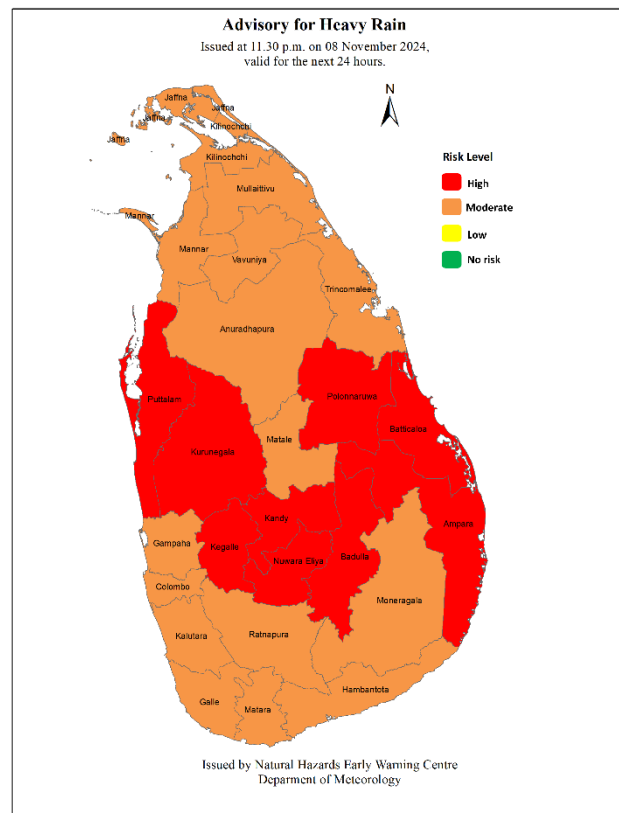 Advisory for Heavy Rain
Issued at 11.30 p.m. on 08 November 2024,
valid for the next 24 hours.
N
Jaffna
Jaffna
Jaffna
Kilinochchi
Jaffna
Kilinochchi
Mullaittivu
Mannar
Mannar
Vavuniya
Trincomalee
Anuradhapura
Puttalam
Polonnaruwa
Batticaloa
Matale
Kurunegala
Kandy
Ampara
Gampaha
Kegalle
Nuwara Eliya
Badulla
Colombo
Moneragala
Kalutara
Ratnapura
Hambantota
Galle
Matara
Risk Level
High
Moderate
Low
No risk
Issued by Natural Hazards Early Warning Centre
Deparment of Meteorology